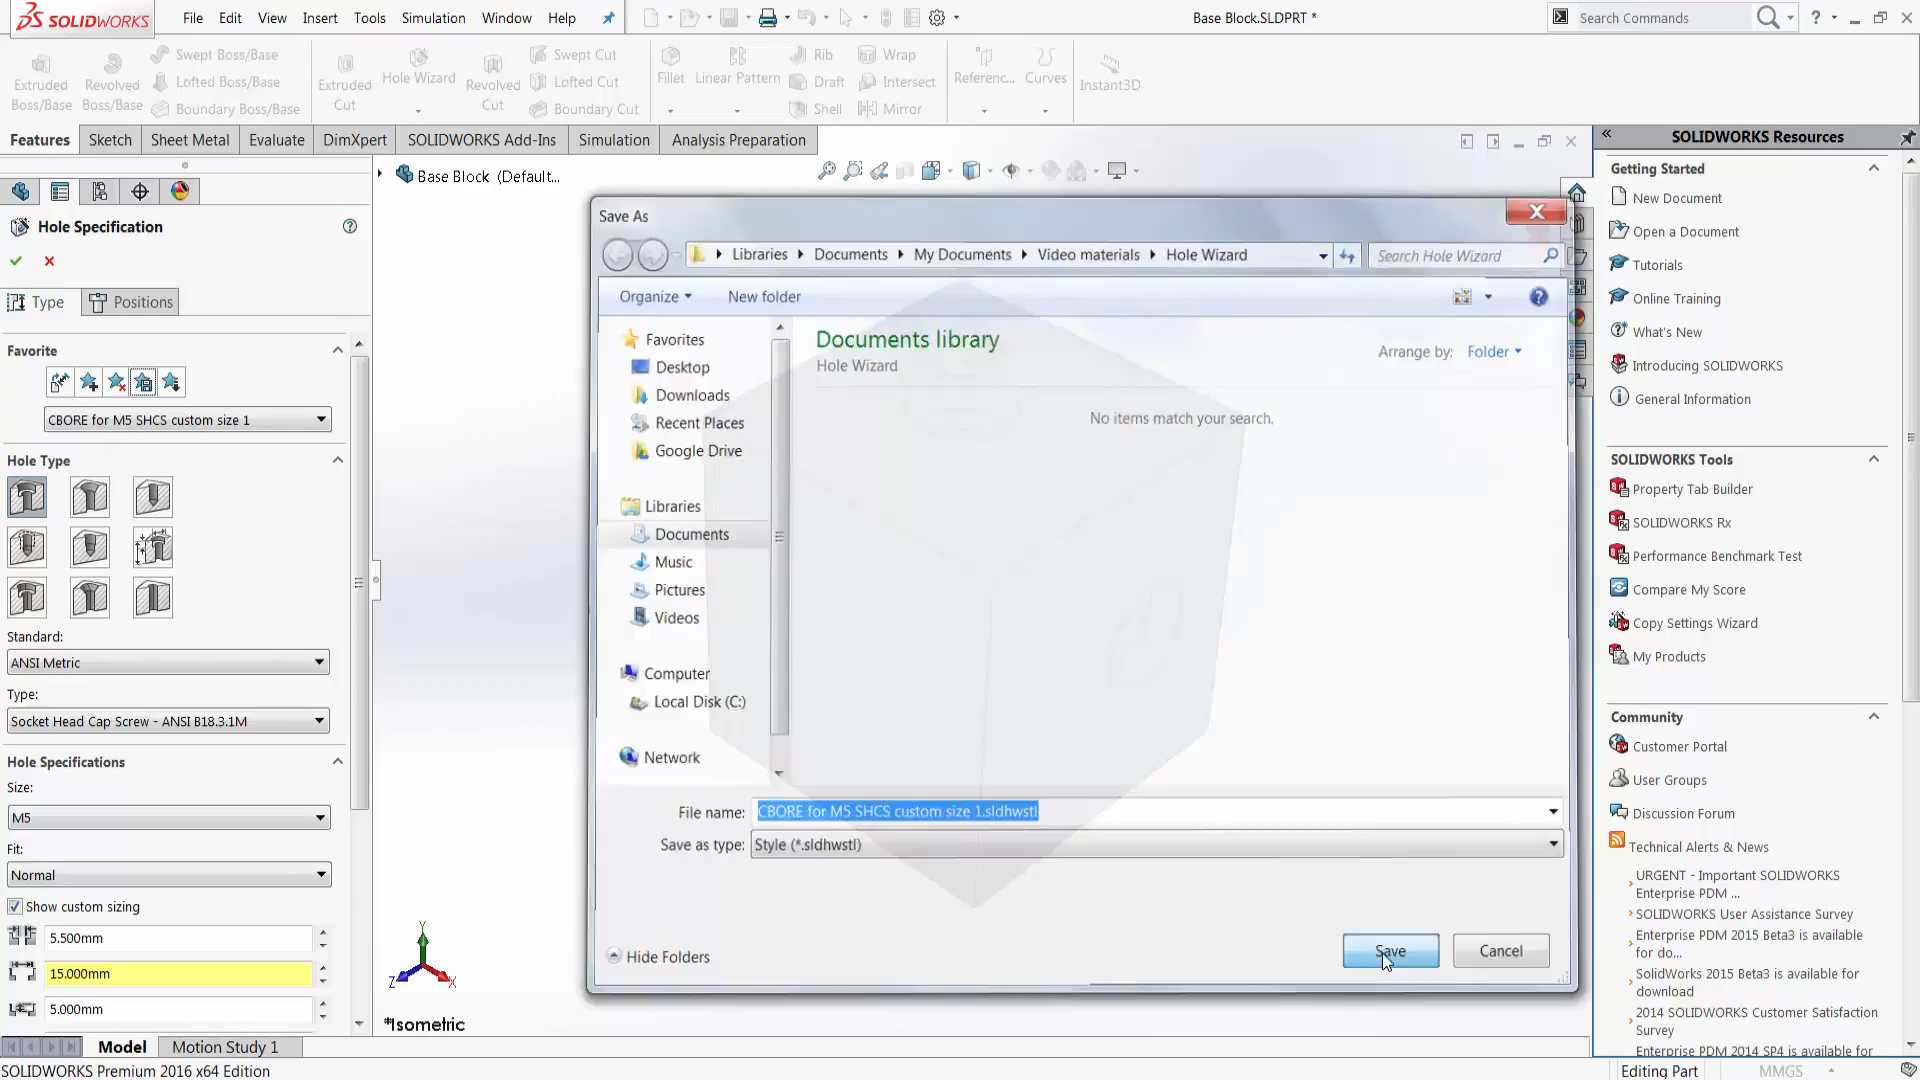 SOLIDWORKS File Edit View Insert Tools Simulation Window Help Base Block.SLDPRT * Search Commands
Extruded Boss/Base
Revolved Boss/Base
Swept Boss/Base
Lofted Boss/Base
Boundary Boss/Base
Extruded Cut
Hole Wizard
Revolved Cut
Swept Cut
Lofted Cut
Boundary Cut
Fillet
Linear Pattern
Rib
Draft
Shell
Wrap
Intersect
Mirror
Referenc...
Curves
Instant3D
Features Sketch Sheet Metal Evaluate DimXpert SOLIDWORKS Add-Ins Simulation Analysis Preparation
Base Block (Default...
Hole Specification
Type Positions
Favorite
CBORE for M5 SHCS custom size 1
Hole Type
Standard:
ANSI Metric
Type:
Socket Head Cap Screw - ANSI B18.3.1M
Hole Specifications
Size:
M5
Fit:
Normal
Show custom sizing
5.500mm
15.000mm
5.000mm
Save As
Libraries Documents My Documents Video materials Hole Wizard Search Hole Wizard
Organize New folder
Favorites
Desktop
Downloads
Recent Places
Google Drive
Libraries
Documents
Music
Pictures
Videos
Computer
Local Disk (C:)
Network
Documents library
Hole Wizard
Arrange by: Folder
No items match your search.
File name: CBORE for M5 SHCS custom size 1.sldhwstl
Save as type: Style (*.sldhwstl)
Hide Folders
Save Cancel
Y
Z X
*Isometric
SOLIDWORKS Resources
Getting Started
New Document
Open a Document
Tutorials
Online Training
What's New
Introducing SOLIDWORKS
General Information
SOLIDWORKS Tools
Property Tab Builder
SOLIDWORKS Rx
Performance Benchmark Test
Compare My Score
Copy Settings Wizard
My Products
Community
Customer Portal
User Groups
Discussion Forum
Technical Alerts & News
URGENT - Important SOLIDWORKS
Enterprise PDM ...
SOLIDWORKS User Assistance Survey
Enterprise PDM 2015 Beta3 is available
for do...
SolidWorks 2015 Beta3 is available for
download
2014 SOLIDWORKS Customer Satisfaction
Survey
Enterprise PDM 2014 SP4 is available for
Model Motion Study 1
SOLIDWORKS Premium 2016 x64 Edition Editing Part MMGS